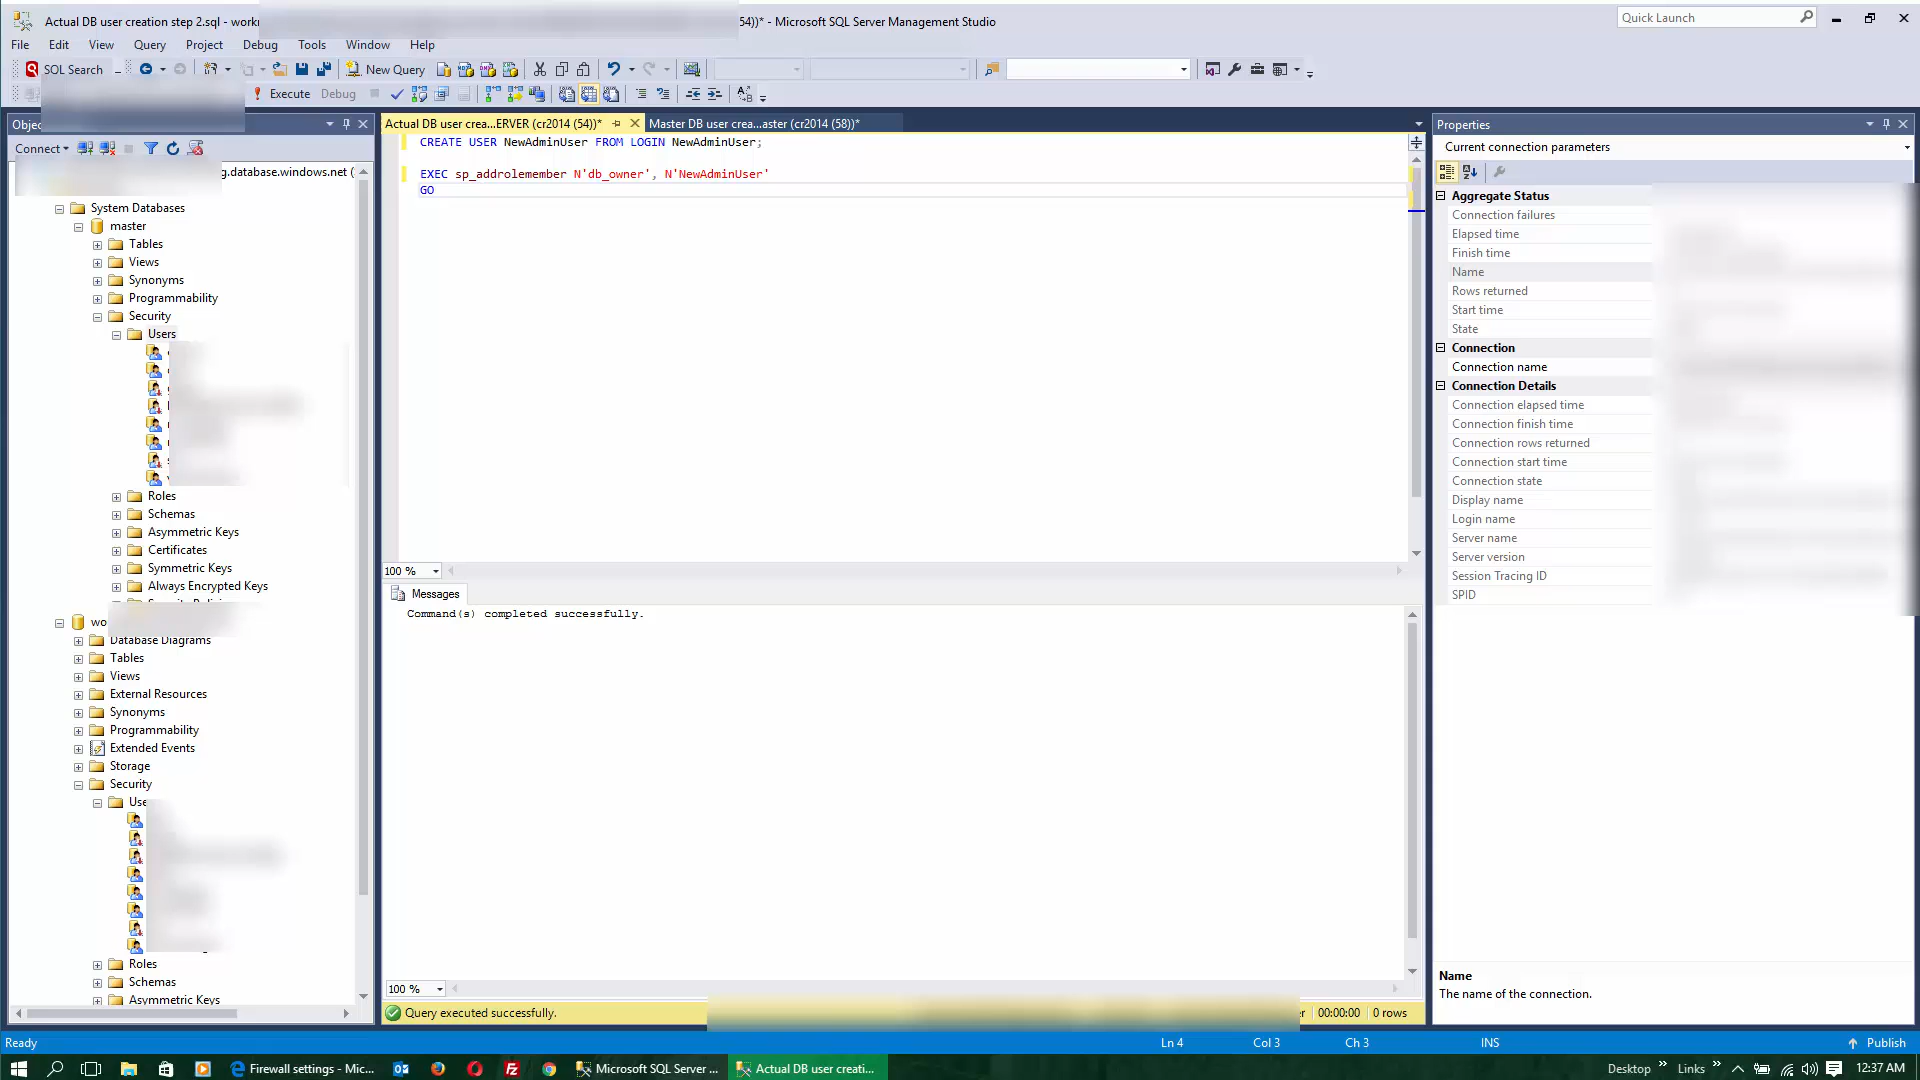 Actual DB user creation step 2.sql - workr
54))* - Microsoft SQL Server Management Studio
Quick Launch
File Edit View Query Project Debug Tools Window Help
SQL Search
New Query
Execute Debug
Objec
Actual DB user crea...ERVER (cr2014 (54))*
Master DB user crea...aster (cr2014 (58))*
Connect
g.database.windows.net (
System Databases
master
Tables
Views
Synonyms
Programmability
Security
Users
Roles
Schemas
Asymmetric Keys
Certificates
Symmetric Keys
Always Encrypted Keys
wo
Database Diagrams
Tables
Views
External Resources
Synonyms
Programmability
Extended Events
Storage
Security
Use
Roles
Schemas
Asymmetric Keys
CREATE USER NewAdminUser FROM LOGIN NewAdminUser;
EXEC sp_addrolemember N'db_owner', N'NewAdminUser'
GO
100 %
Messages
Command(s) completed successfully.
100 %
Query executed successfully.
00:00:00
0 rows
Properties
Current connection parameters
Aggregate Status
Connection failures
Elapsed time
Finish time
Name
Rows returned
Start time
State
Connection
Connection name
Connection Details
Connection elapsed time
Connection finish time
Connection rows returned
Connection start time
Connection state
Display name
Login name
Server name
Server version
Session Tracing ID
SPID
Name
The name of the connection.
Ready
Ln 4
Col 3
Ch 3
INS
Publish
Firewall settings - Mic...
Microsoft SQL Server ...
Actual DB user creati...
Desktop
Links
12:37 AM